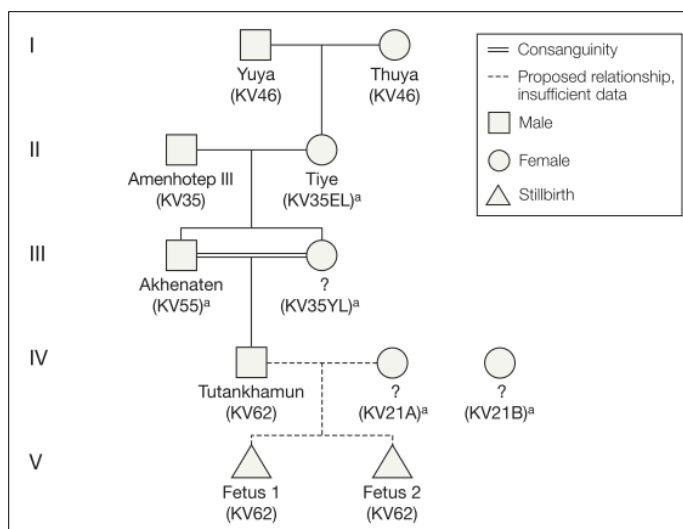 I
Yuya
(KV46)
Thuya
(KV46)
Consanguinity
Proposed relationship,
insufficient data
Male
Female
Stillbirth
II
Amenhotep III
(KV35)
Tiye
(KV35EL)ᵃ
III
Akhenaten
(KV55)ᵃ
?
(KV35YL)ᵃ
IV
Tutankhamun
(KV62)
?
(KV21A)ᵃ
?
(KV21B)ᵃ
V
Fetus 1
(KV62)
Fetus 2
(KV62)